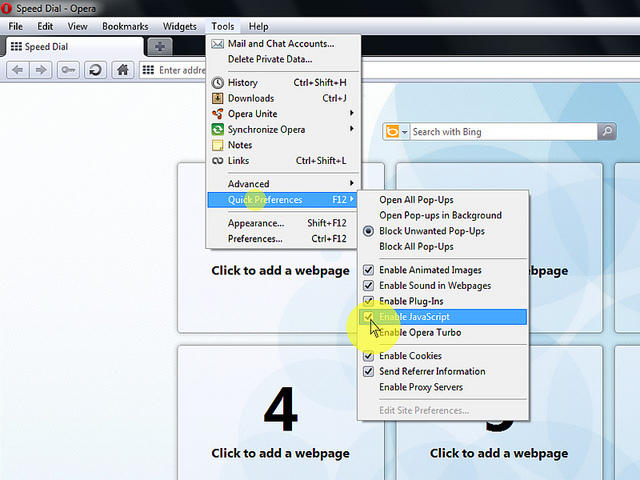 Speed Dial - Opera
File Edit View Bookmarks Widgets Tools Help
Speed Dial
Enter addre
Mail and Chat Accounts...
Delete Private Data...
History Ctrl+Shift+H
Downloads Ctrl+J
Opera Unite
Synchronize Opera
Notes
Links Ctrl+Shift+L
Advanced
Quick Preferences F12
Appearance... Shift+F12
Preferences... Ctrl+F12
Search with Bing
Open All Pop-Ups
Open Pop-ups in Background
Block Unwanted Pop-Ups
Block All Pop-Ups
Enable Animated Images
Enable Sound in Webpages
Enable Plug-Ins
Enable JavaScript
Enable Opera Turbo
Enable Cookies
Send Referrer Information
Enable Proxy Servers
Edit Site Preferences...
Click to add a webpage
bpage
4
Click to add a webpage
Click to add a webpage